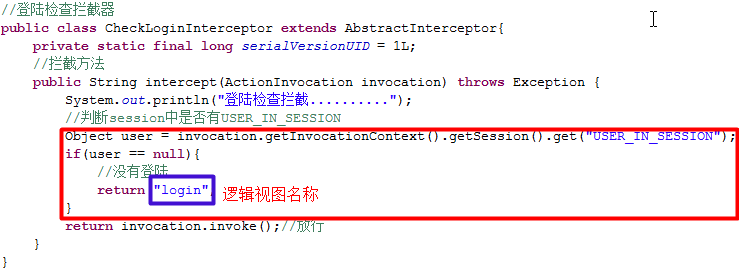 //登陆检查拦截器
public class CheckLoginInterceptor extends AbstractInterceptor{
private static final long serialVersionUID = 1L;
//拦截方法
public String intercept(ActionInvocation invocation) throws Exception {
System.out.println("登陆检查拦截..........");
//判断session中是否有USER_IN_SESSION
Object user = invocation.getInvocationContext().getSession().get("USER_IN_SESSION");
if(user == null){
//没有登陆
return "login" 逻辑视图名称
}
return invocation.invoke();//放行
}
}